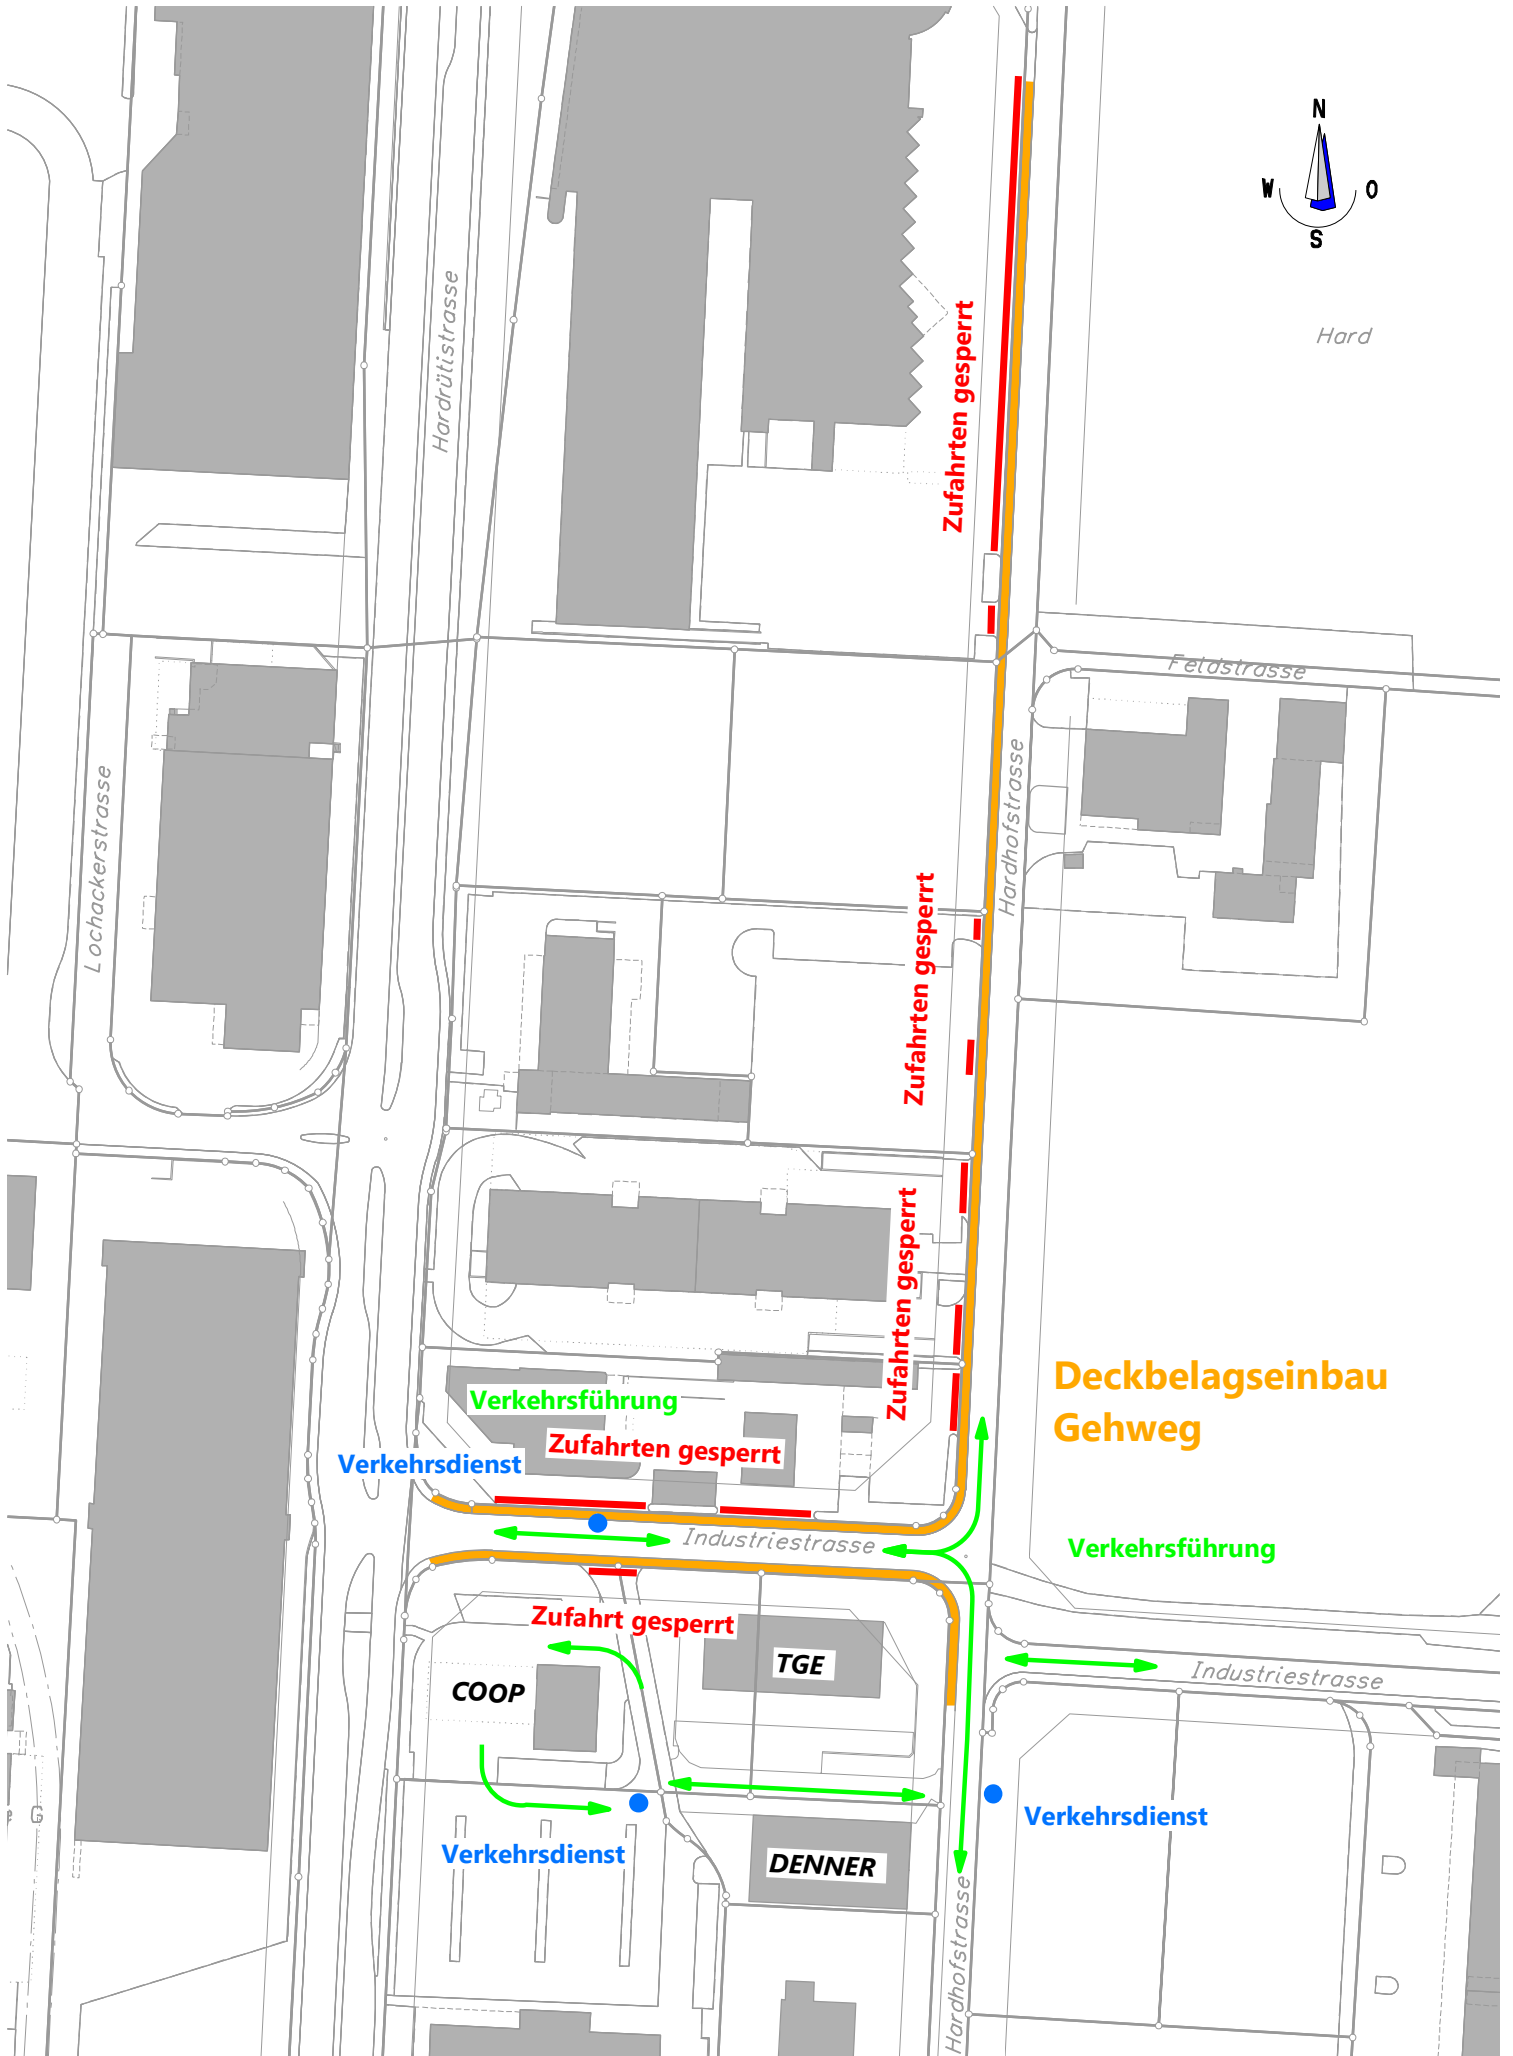 N
W O
S
Hardrütistrasse
Zufahrten gesperrt
Hard
Feldstrasse
Lochackerstrasse
Hardhofstrasse
Zufahrten gesperrt
Zufahrten gesperrt
Deckbelagseinbau
Gehweg
Verkehrsführung
Zufahrten gesperrt
Verkehrsdienst
Industriestrasse
Verkehrsführung
Zufahrt gesperrt
TGE
Industriestrasse
COOP
Verkehrsdienst
Verkehrsdienst
DENNER
Hardhofstrasse